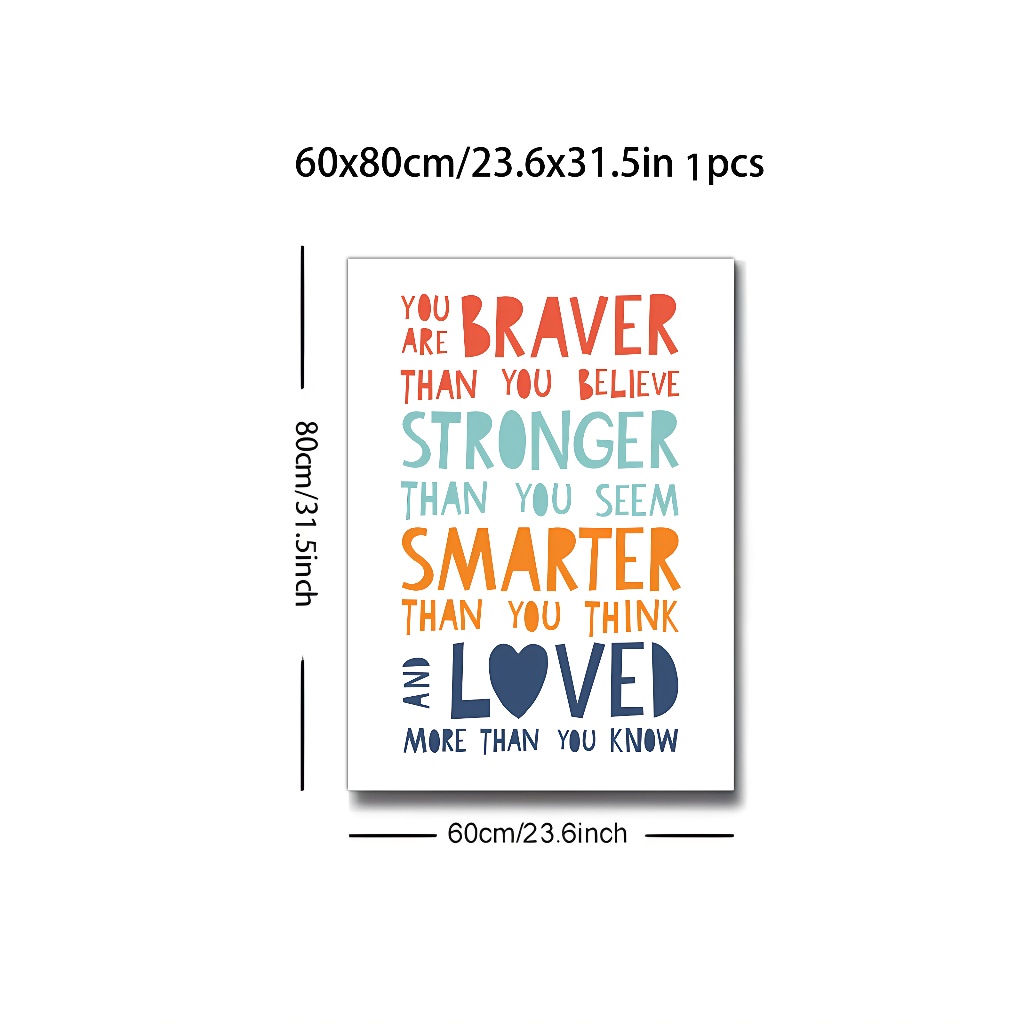 60x80cm/23.6x31.5in 1pcs
80cm/31.5inch
YOU
ARE BRAVER
THAN YOU BELIEVE
STRONGER
THAN YOU SEEM
SMARTER
THAN YOU THINK
AND L♥VED
MORE THAN YOU KNOW
60cm/23.6inch